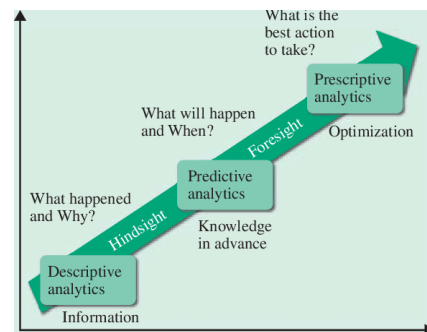 What is the
best action
to take?
Prescriptive
analytics
Optimization
Foresight
What will happen
and When?
Predictive
analytics
Knowledge
in advance
Hindsight
What happened
and Why?
Descriptive
analytics
Information